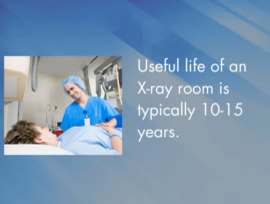 Useful life of an
X-ray room is
typically 10-15
years.